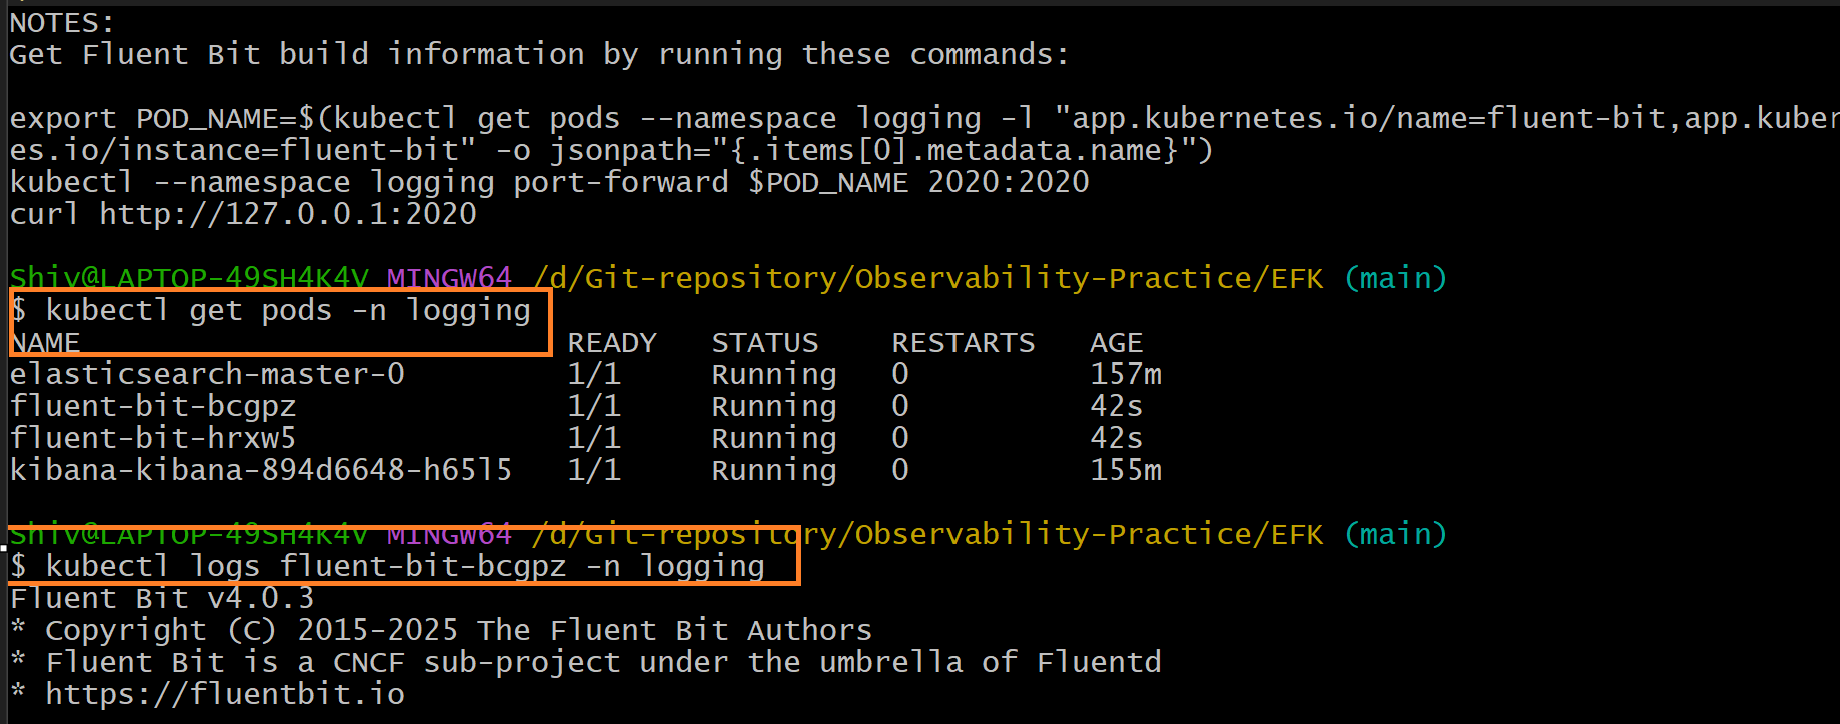 NOTES:
Get Fluent Bit build information by running these commands:
export POD_NAME=$(kubectl get pods --namespace logging -l "app.kubernetes.io/name=fluent-bit,app.kuber
es.io/instance=fluent-bit" -o jsonpath="{.items[0].metadata.name}")
kubectl --namespace logging port-forward $POD_NAME 2020:2020
curl http://127.0.0.1:2020
Shiv@LAPTOP-49SH4K4V MINGW64 /d/Git-repository/Observability-Practice/EFK (main)
$ kubectl get pods -n logging
NAME READY STATUS RESTARTS AGE
elasticsearch-master-0 1/1 Running 0 157m
fluent-bit-bcgpz 1/1 Running 0 42s
fluent-bit-hrxw5 1/1 Running 0 42s
kibana-kibana-894d6648-h65l5 1/1 Running 0 155m
Shiv@LAPTOP-49SH4K4V MINGW64 /d/Git-repository/Observability-Practice/EFK (main)
$ kubectl logs fluent-bit-bcgpz -n logging
Fluent Bit v4.0.3
* Copyright (C) 2015-2025 The Fluent Bit Authors
* Fluent Bit is a CNCF sub-project under the umbrella of Fluentd
* https://fluentbit.io